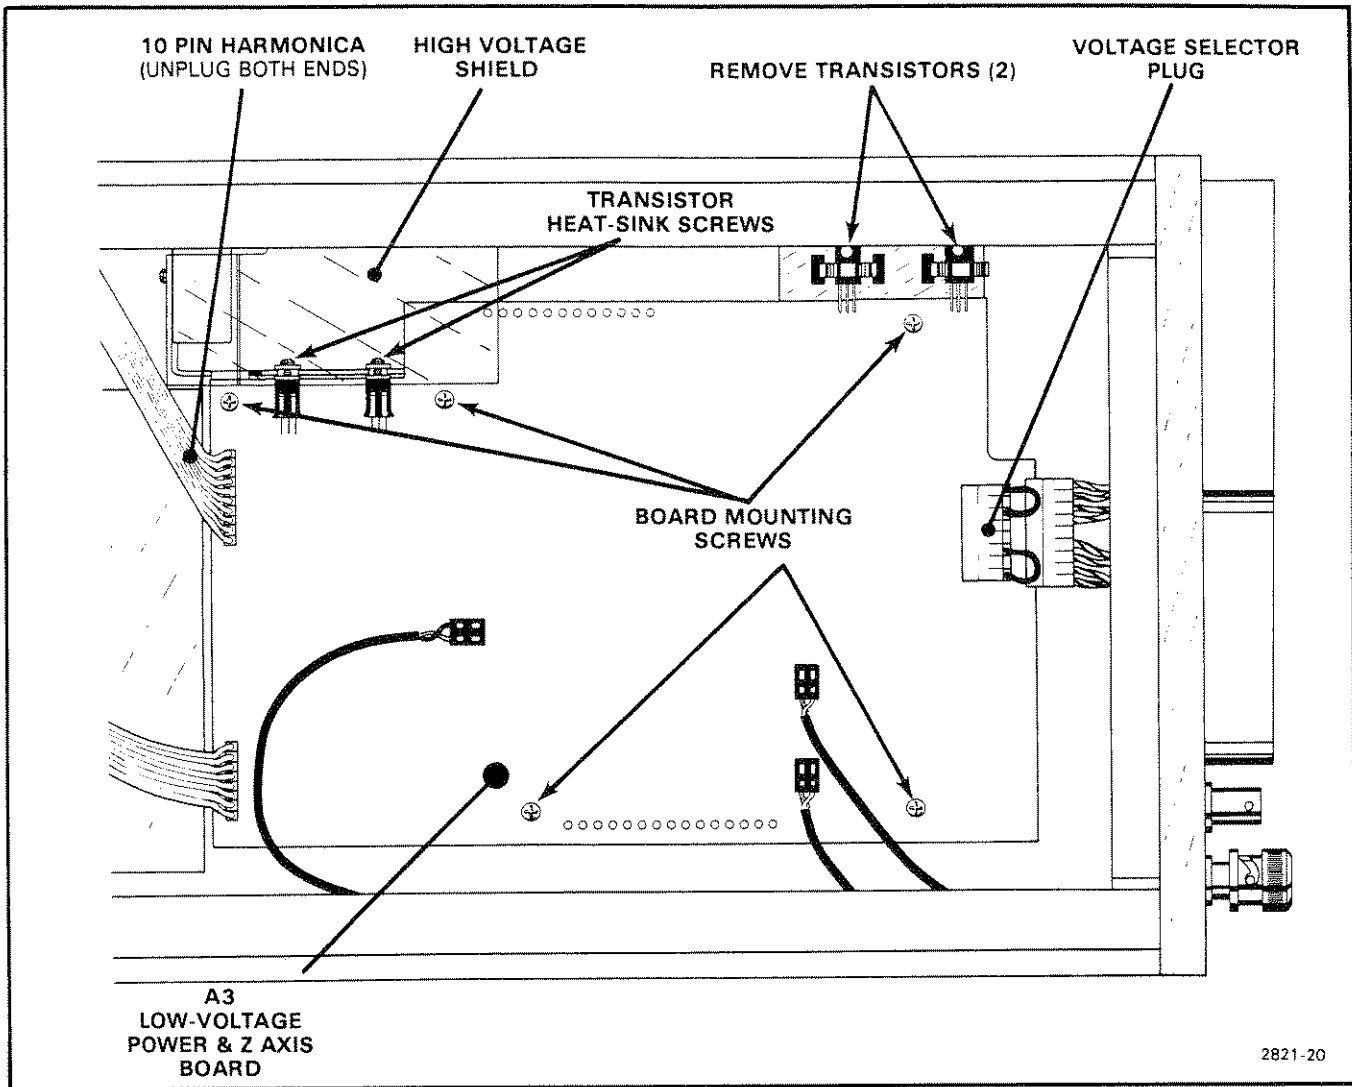 10 PIN HARMONICA
(UNPLUG BOTH ENDS)
HIGH VOLTAGE
SHIELD
REMOVE TRANSISTORS (2)
VOLTAGE SELECTOR
PLUG
TRANSISTOR
HEAT-SINK SCREWS
BOARD MOUNTING
SCREWS
A3
LOW-VOLTAGE
POWER & Z AXIS
BOARD
2821-20